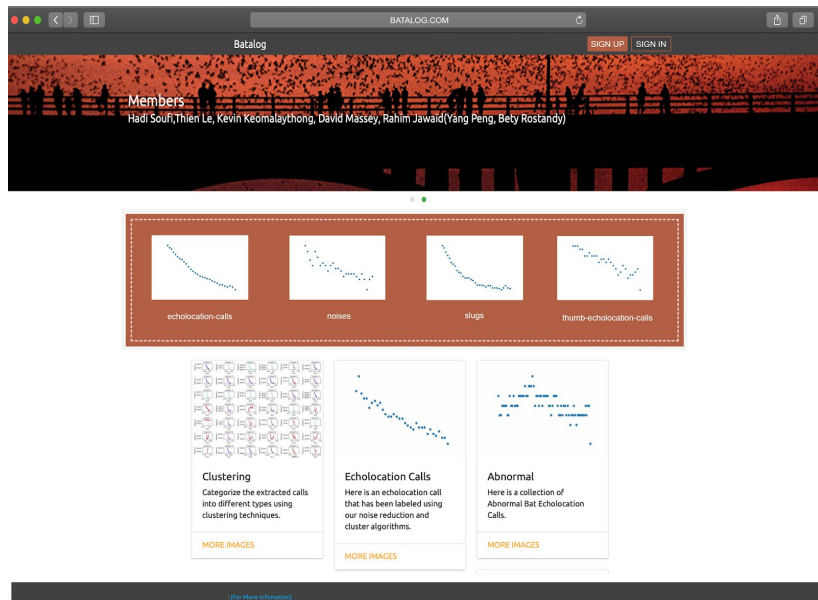 BATALOG.COM
Batalog
SIGN UP
SIGN IN
Members
Hadi Soufi,Thien Le, Kevin Keomalaythong, David Massey, Rahim Jawaid(Yang Peng, Bety Rostandy)
echolocation-calls
noises
slugs
thumb-echolocation-calls
Clustering
Categorize the extracted calls
into different types using
clustering techniques.
MORE IMAGES
Echolocation Calls
Here is an echolocation call
that has been labeled using
our noise reduction and
cluster algorithms.
MORE IMAGES
Abnormal
Here is a collection of
Abnormal Bat Echolocation
Calls.
MORE IMAGES
(For More Infomation)